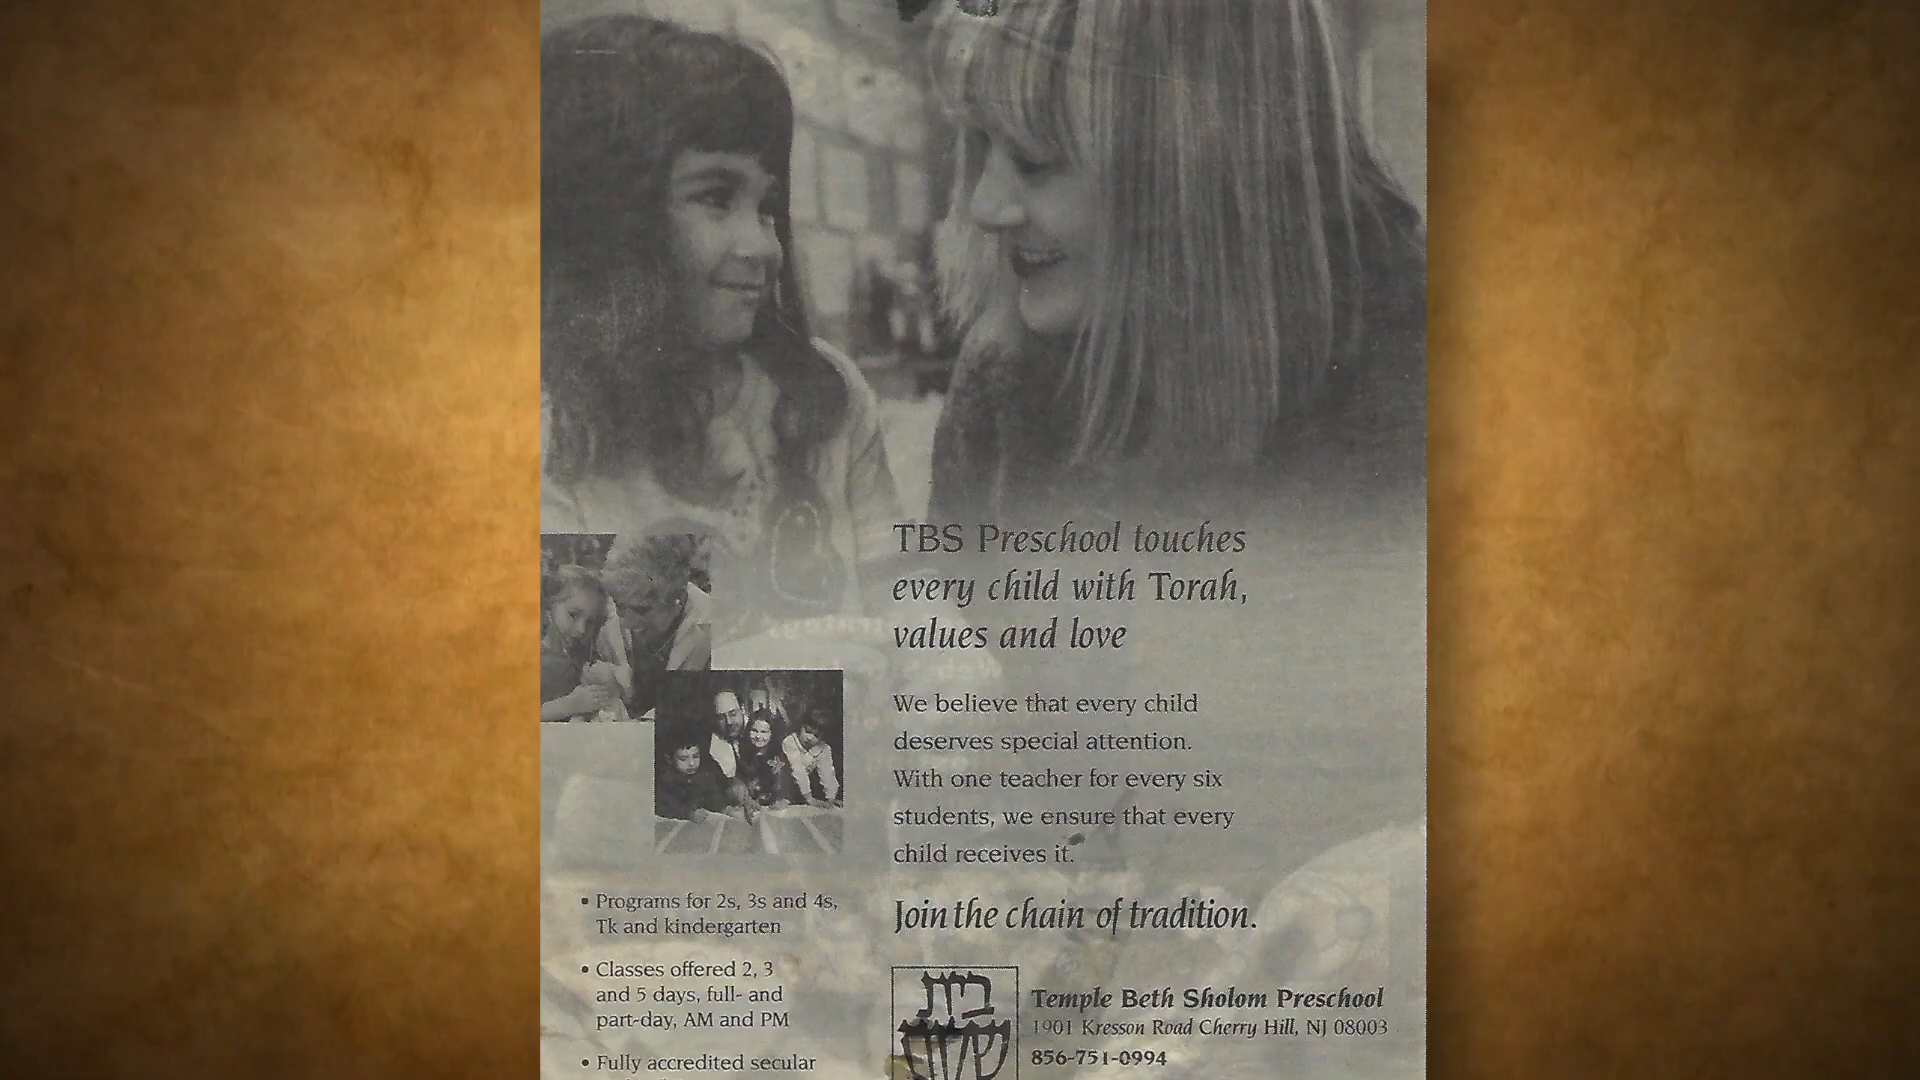 TBS Preschool touches
every child with Torah,
values and love
We believe that every child
deserves special attention.
With one teacher for every six
students, we ensure that every
child receives it.
Join the chain of tradition.
• Programs for 2s, 3s and 4s,
Tk and kindergarten
• Classes offered 2, 3
and 5 days, full- and
part-day, AM and PM
• Fully accredited secular
בית
שלום
Temple Beth Sholom Preschool
1901 Kresson Road Cherry Hill, NJ 08003
856-751-0994